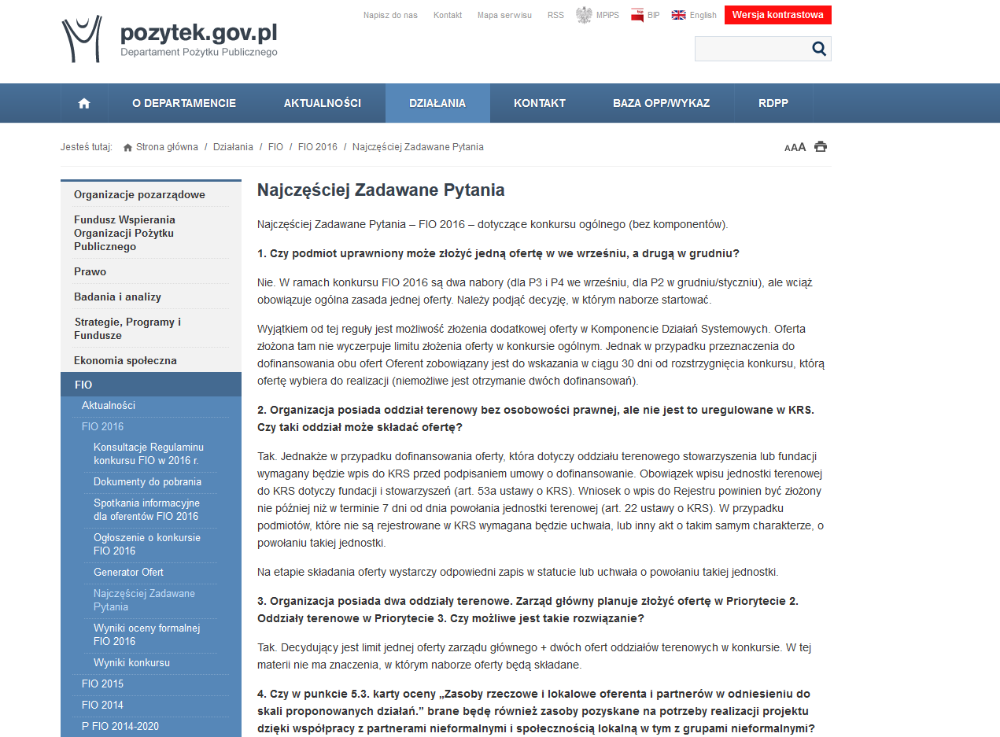 Napisz do nas Kontakt Mapa serwisu RSS MPiPS bip BIP English Wersja kontrastowa
pozytek.gov.pl
Departament Pożytku Publicznego
O DEPARTAMENCIE AKTUALNOŚCI DZIAŁANIA KONTAKT BAZA OPP/WYKAZ RDPP
Jesteś tutaj: Strona główna / Działania / FIO / FIO 2016 / Najczęściej Zadawane Pytania AAA
Organizacje pozarządowe
Fundusz Wspierania
Organizacji Pożytku
Publicznego
Prawo
Badania i analizy
Strategie, Programy i
Fundusze
Ekonomia społeczna
FIO
Aktualności
FIO 2016
Konsultacje Regulaminu
konkursu FIO w 2016 r.
Dokumenty do pobrania
Spotkania informacyjne
dla oferentów FIO 2016
Ogłoszenie o konkursie
FIO 2016
Generator Ofert
Najczęściej Zadawane
Pytania
Wyniki oceny formalnej
FIO 2016
Wyniki konkursu
FIO 2015
FIO 2014
P FIO 2014-2020
Najczęściej Zadawane Pytania
Najczęściej Zadawane Pytania – FIO 2016 – dotyczące konkursu ogólnego (bez komponentów).
1. Czy podmiot uprawniony może złożyć jedną ofertę w we wrześniu, a drugą w grudniu?
Nie. W ramach konkursu FIO 2016 są dwa nabory (dla P3 i P4 we wrześniu, dla P2 w grudniu/styczniu), ale wciąż
obowiązuje ogólna zasada jednej oferty. Należy podjąć decyzję, w którym naborze startować.
Wyjątkiem od tej reguły jest możliwość złożenia dodatkowej oferty w Komponencie Działań Systemowych. Oferta
złożona tam nie wyczerpuje limitu złożenia oferty w konkursie ogólnym. Jednak w przypadku przeznaczenia do
dofinansowania obu ofert Oferent zobowiązany jest do wskazania w ciągu 30 dni od rozstrzygnięcia konkursu, którą
ofertę wybiera do realizacji (niemożliwe jest otrzymanie dwóch dofinansowań).
2. Organizacja posiada oddział terenowy bez osobowości prawnej, ale nie jest to uregulowane w KRS.
Czy taki oddział może składać ofertę?
Tak. Jednakże w przypadku dofinansowania oferty, która dotyczy oddziału terenowego stowarzyszenia lub fundacji
wymagany będzie wpis do KRS przed podpisaniem umowy o dofinansowanie. Obowiązek wpisu jednostki terenowej
do KRS dotyczy fundacji i stowarzyszeń (art. 53a ustawy o KRS). Wniosek o wpis do Rejestru powinien być złożony
nie później niż w terminie 7 dni od dnia powołania jednostki terenowej (art. 22 ustawy o KRS). W przypadku
podmiotów, które nie są rejestrowane w KRS wymagana będzie uchwała, lub inny akt o takim samym charakterze, o
powołaniu takiej jednostki.
Na etapie składania oferty wystarczy odpowiedni zapis w statucie lub uchwała o powołaniu takiej jednostki.
3. Organizacja posiada dwa oddziały terenowe. Zarząd główny planuje złożyć ofertę w Priorytecie 2.
Oddziały terenowe w Priorytecie 3. Czy możliwe jest takie rozwiązanie?
Tak. Decydujący jest limit jednej oferty zarządu głównego + dwóch ofert oddziałów terenowych w konkursie. W tej
materii nie ma znaczenia, w którym naborze oferty będą składane.
4. Czy w punkcie 5.3. karty oceny „Zasoby rzeczowe i lokalowe oferenta i partnerów w odniesieniu do
skali proponowanych działań.” brane będę również zasoby pozyskane na potrzeby realizacji projektu
dzięki współpracy z partnerami nieformalnymi i społecznością lokalną w tym z grupami nieformalnymi?